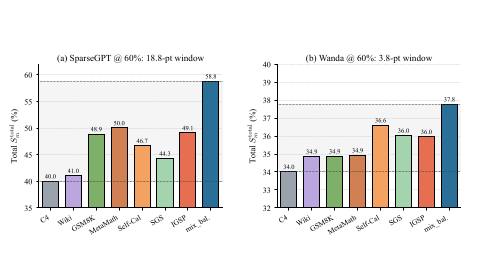 (a) SparseGPT @ 60%: 18.8-pt window
Total S_m^total (%)
60
55
50
45
40
35
40.0
41.0
48.9
50.0
46.7
44.3
49.1
58.8
C4
Wiki
GSM8K
MetaMath
Self-Cal
SGS
IGSP
mix_bal.
(b) Wanda @ 60%: 3.8-pt window
Total S_m^total (%)
40
39
38
37
36
35
34
33
32
34.0
34.9
34.9
34.9
36.6
36.0
36.0
37.8
C4
Wiki
GSM8K
MetaMath
Self-Cal
SGS
IGSP
mix_bal.